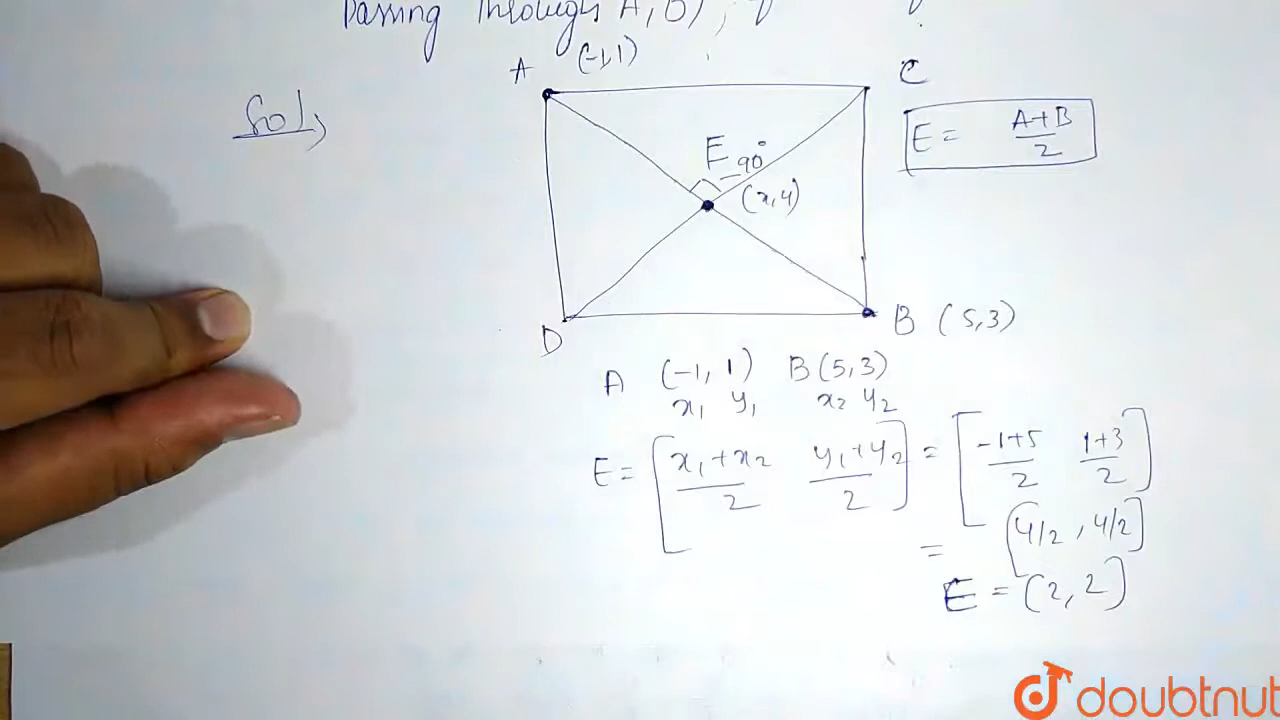 Passing through A, B),
A (-1,1) C
Sol,
E = A+B/2
E 90°
(x,y)
D B (5,3)
A (-1, 1) B(5,3)
x₁ y₁ x₂ y₂
E = [x₁+x₂/2 y₁+y₂/2] = [-1+5/2 1+3/2]
= [4/2, 4/2]
E = (2,2]
doubtnut